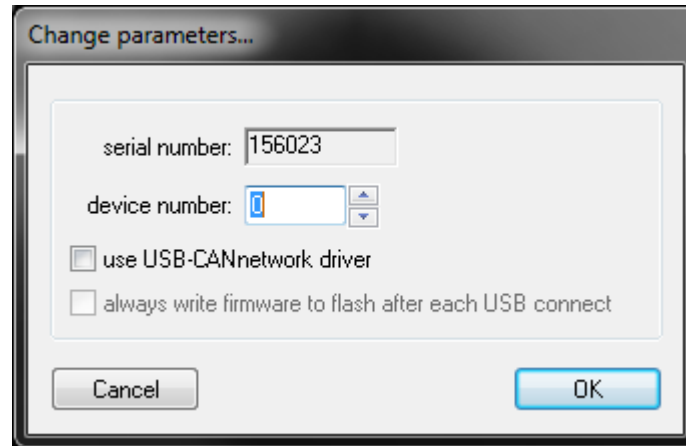 Change parameters...
serial number: 156023
device number: 0
use USB-CANnetwork driver
always write firmware to flash after each USB connect
Cancel OK